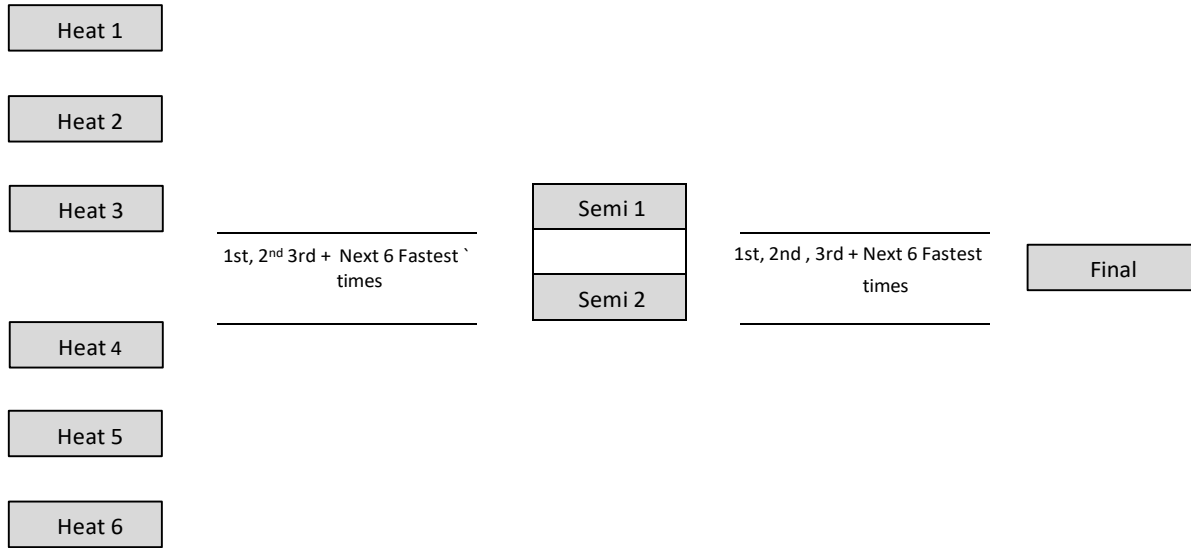 Heat 1
Heat 2
Heat 3
1st, 2nd 3rd + Next 6 Fastest `
times
Semi 1
Semi 2
1st, 2nd , 3rd + Next 6 Fastest
times
Final
Heat 4
Heat 5
Heat 6